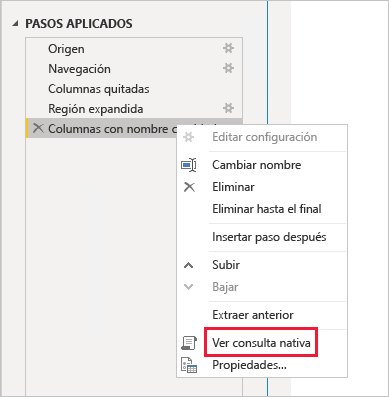 PASOS APLICADOS
Origen
Navegación
Columnas quitadas
Región expandida
Columnas con nombre
Editar configuración
Cambiar nombre
Eliminar
Eliminar hasta el final
Insertar paso después
Subir
Bajar
Extraer anterior
Ver consulta nativa
Propiedades...